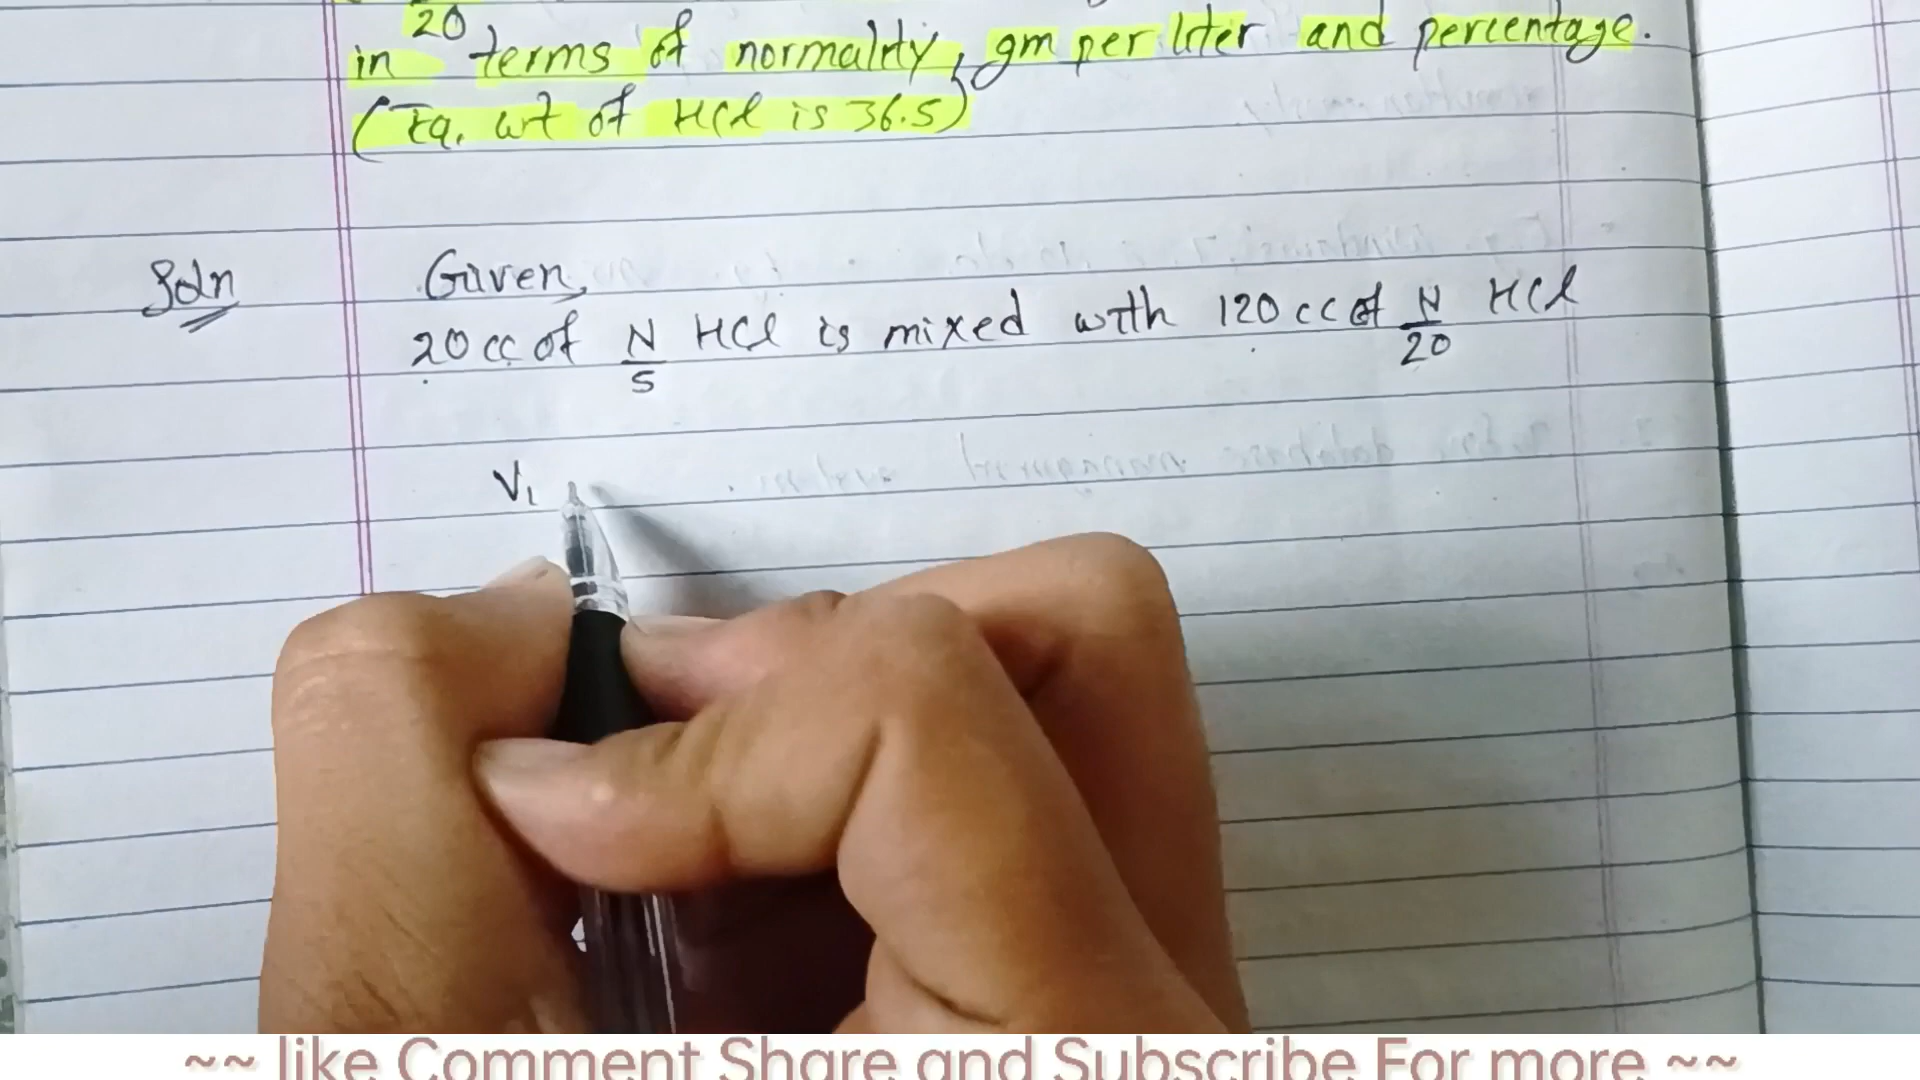 20
in terms of normality, gm per liter and percentage.
(Eq. wt of HCl is 36.5)
Soln Given,
20 cc of N/5 HCl is mixed with 120 cc of N/20 HCl
V₁
~~ like Comment Share and Subscribe For more ~~